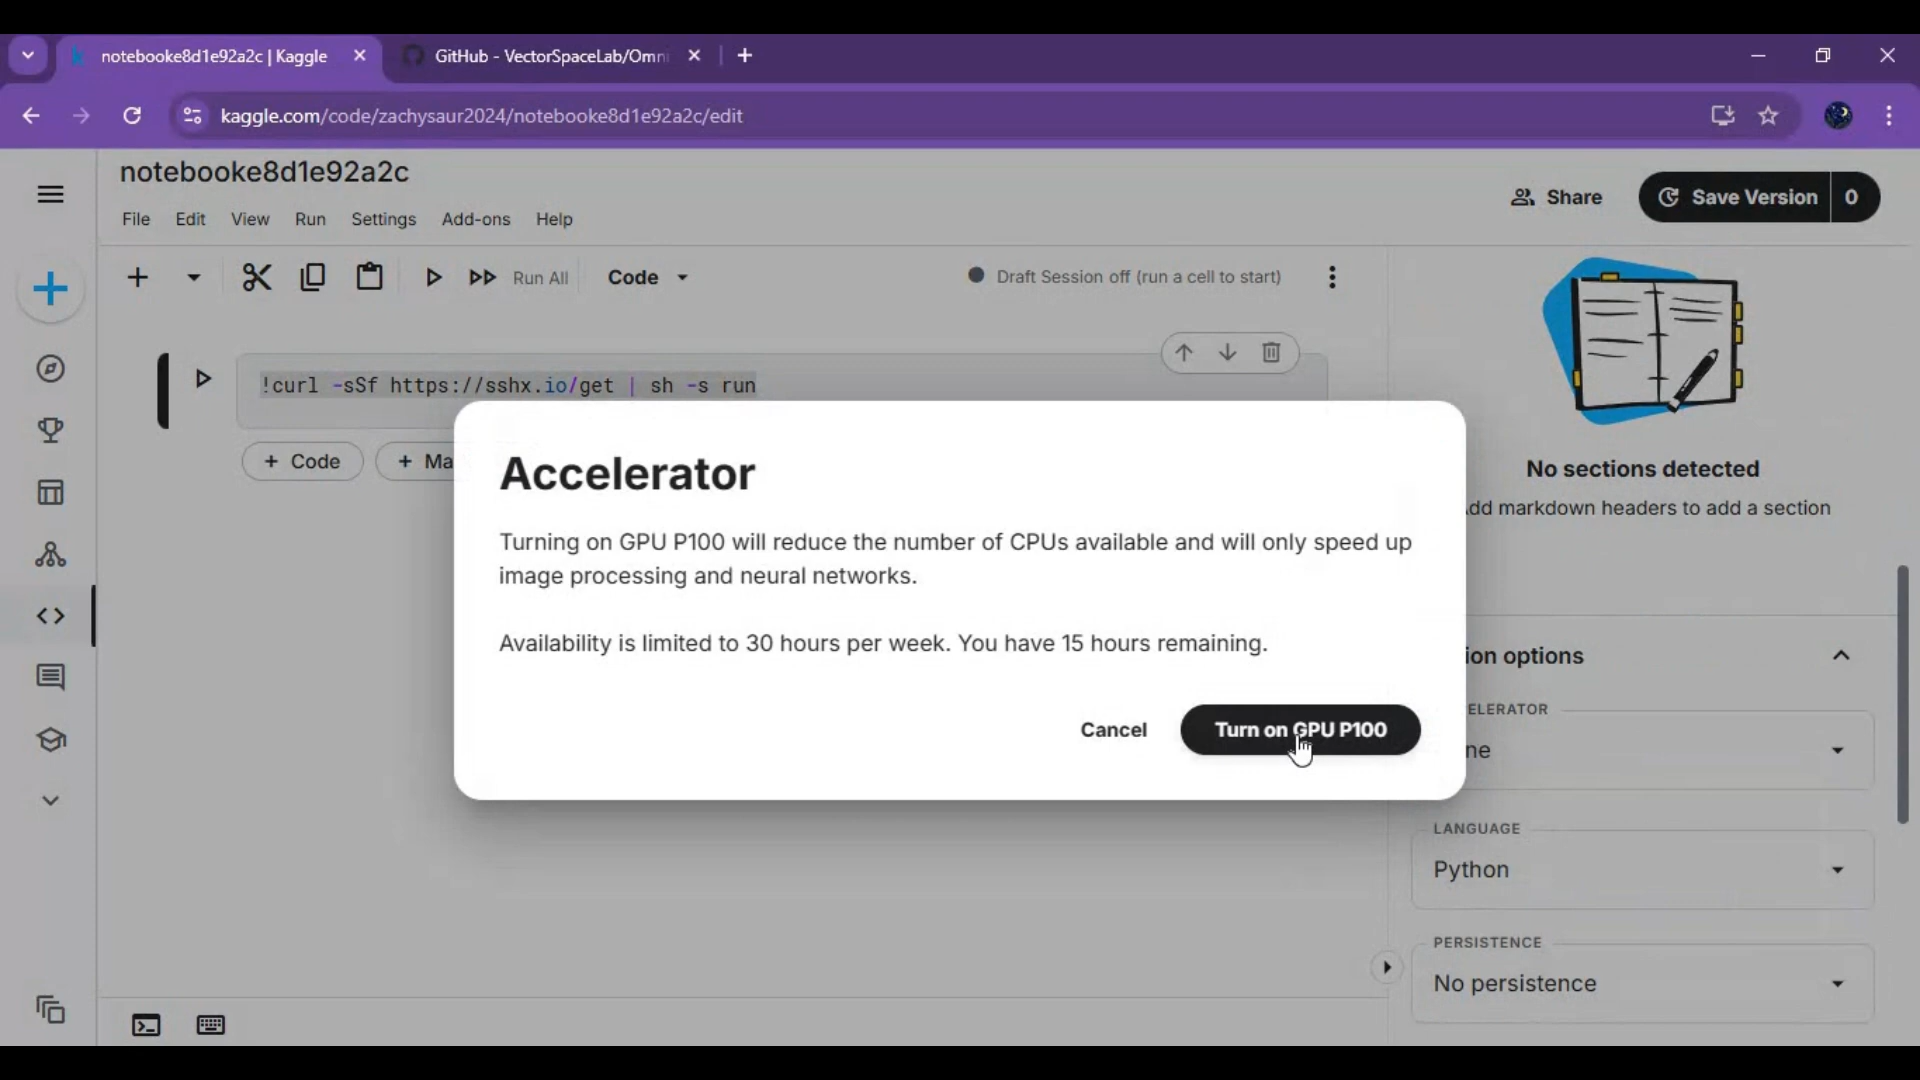 notebooke8d1e92a2c | Kaggle
GitHub - VectorSpaceLab/Omni
kaggle.com/code/zachysaur2024/notebooke8d1e92a2c/edit
notebooke8d1e92a2c
File Edit View Run Settings Add-ons Help
Share
Save Version 0
Run All
Code
Draft Session off (run a cell to start)
!curl -sSf https://sshx.io/get | sh -s run
+ Code
+ Ma
Accelerator
Turning on GPU P100 will reduce the number of CPUs available and will only speed up
image processing and neural networks.
Availability is limited to 30 hours per week. You have 15 hours remaining.
Cancel
Turn on GPU P100
No sections detected
dd markdown headers to add a section
ion options
ELERATOR
ne
LANGUAGE
Python
PERSISTENCE
No persistence